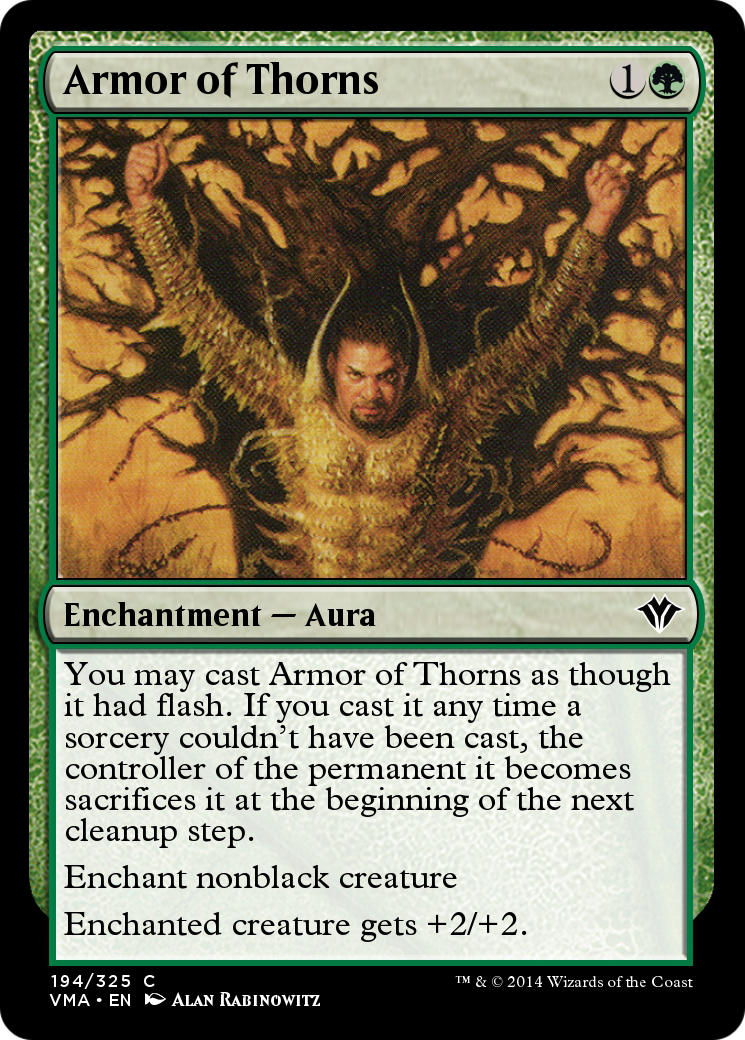 Armor of Thorns 1
Enchantment — Aura
You may cast Armor of Thorns as though
it had flash. If you cast it any time a
sorcery couldn't have been cast, the
controller of the permanent it becomes
sacrifices it at the beginning of the next
cleanup step.
Enchant nonblack creature
Enchanted creature gets +2/+2.
194/325 C
™ & © 2014 Wizards of the Coast
VMA • EN Alan Rabinowitz